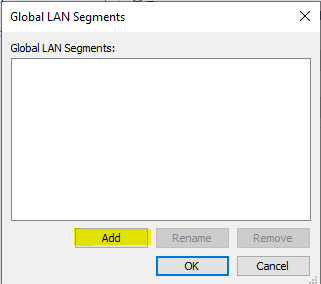 Global LAN Segments
Global LAN Segments:
Add Rename Remove
OK Cancel